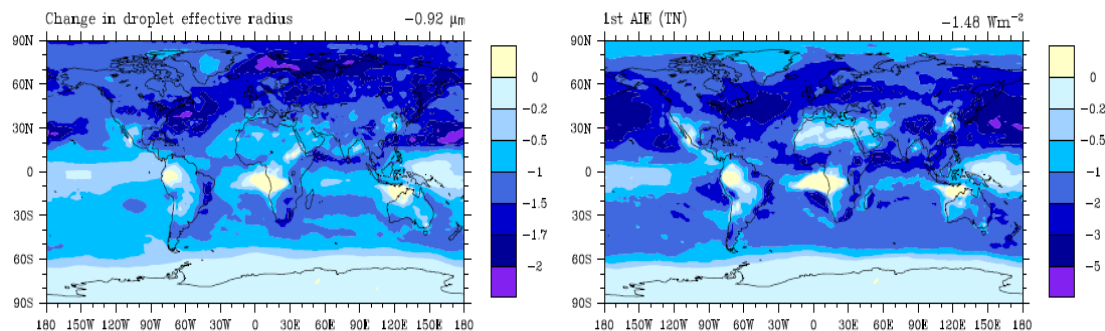 Change in droplet effective radius −0.92 μm
90N
60N
30N
0
30S
60S
90S
180 150W 120W 90W 60W 30W 0 30E 60E 90E 120E 150E 180
0
−0.2
−0.5
−1
−1.5
−1.7
−2
1st AIE (TN) −1.48 Wm⁻²
90N
60N
30N
0
30S
60S
90S
180 150W 120W 90W 60W 30W 0 30E 60E 90E 120E 150E 180
0
−0.2
−0.5
−1
−2
−3
−5